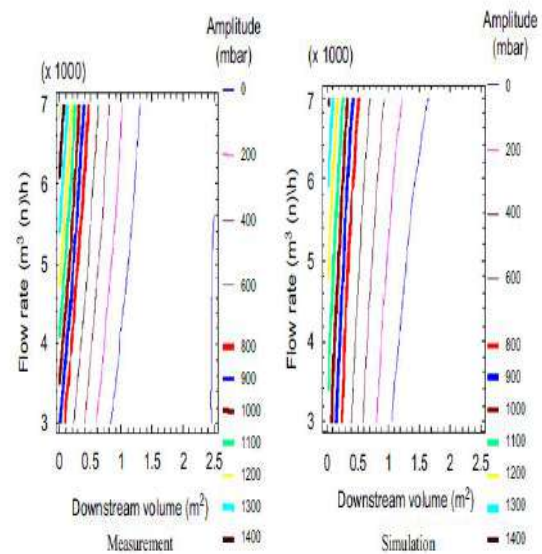 Amplitude
(mbar)
(x 1000)
0
200
400
600
800
900
1000
1100
1200
1300
1400
7
6
5
4
3
Flow rate (m³ (n)\h)
0 0.5 1 1.5 2 2.5
Downstream volume (m²)
Measurement
Amplitude
(mbar)
(x 1000)
0
200
400
600
800
900
1000
1100
1200
1300
1400
7
6
5
4
3
Flow rate (m³ (n)\h)
0 0.5 1 1.5 2 2.5
Downstream volume (m²)
Simulation